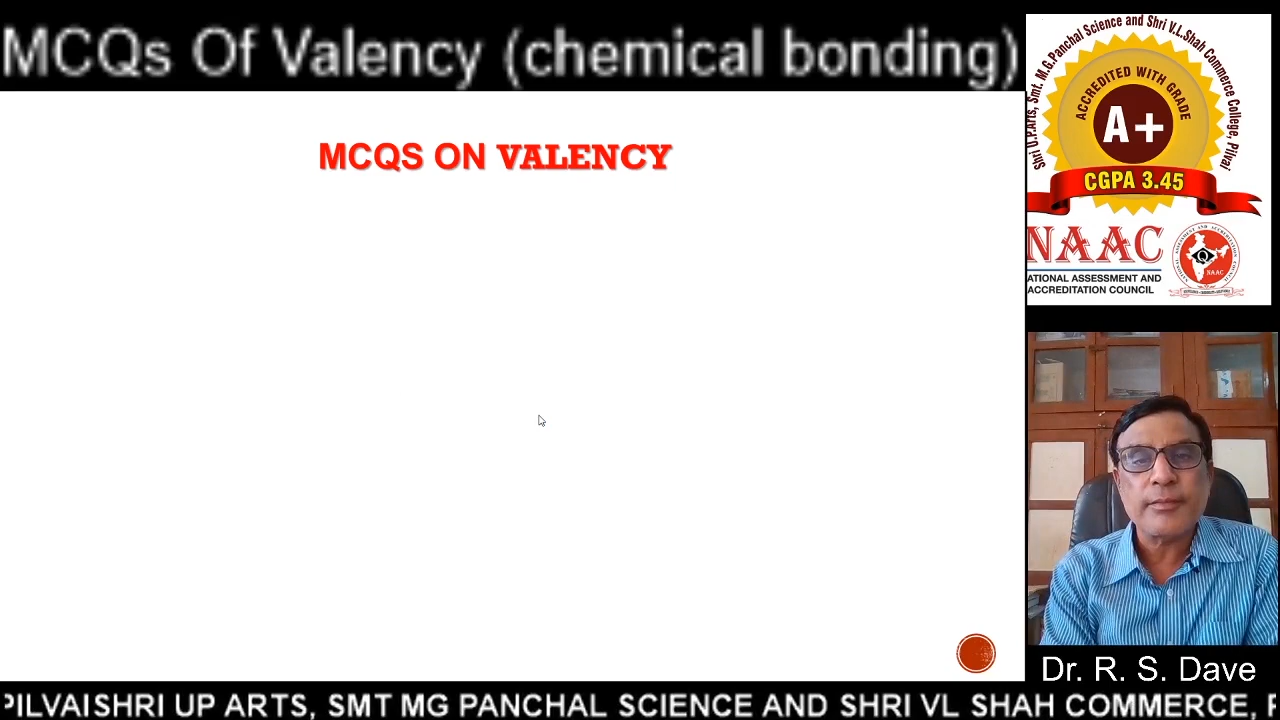 MCQs Of Valency (chemical bonding)
MCQS ON VALENCY
Shri U.P.Arts, Smt. M.G.Panchal Science and Shri V.L.Shah Commerce College, Pilvai
ACCREDITED WITH GRADE
A+
CGPA 3.45
NAAC
NAAC
ATIONAL ASSESSMENT AND
ACCREDITATION COUNCIL
Dr. R. S. Dave
PILVAISHRI UP ARTS, SMT MG PANCHAL SCIENCE AND SHRI VL SHAH COMMERCE, P